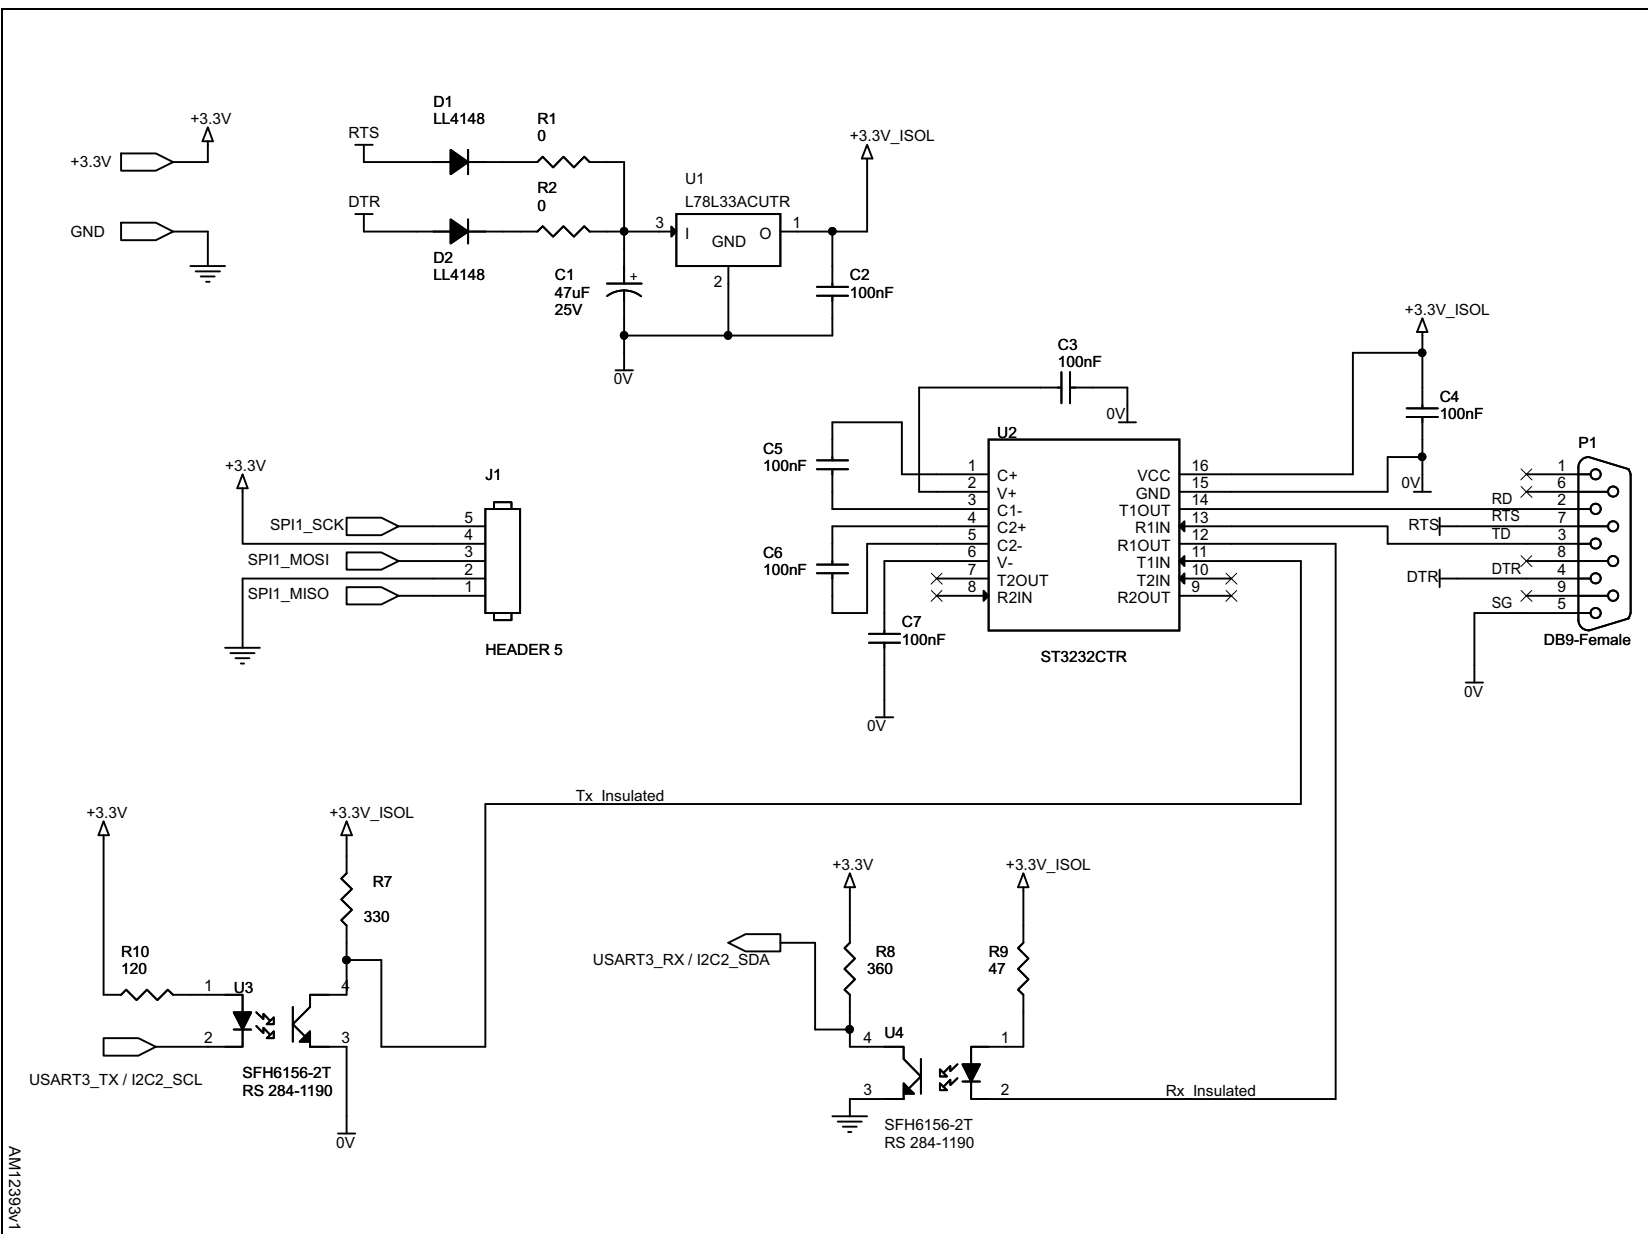 +3.3V
+3.3V
GND
D1
LL4148
R1
0
RTS
R2
0
DTR
D2
LL4148
C1
47uF
25V
+
0V
U1
L78L33ACUTR
3
I
GND
O
1
2
+3.3V_ISOL
C2
100nF
+3.3V
J1
SPI1_SCK
5
4
SPI1_MOSI
3
2
SPI1_MISO
1
HEADER 5
C3
100nF
0V
C5
100nF
C6
100nF
C7
100nF
0V
U2
1 C+
2 V+
3 C1-
4 C2+
5 C2-
6 V-
7 T2OUT
8 R2IN
VCC 16
GND 15
T1OUT 14
R1IN 13
R1OUT 12
T1IN 11
T2IN 10
R2OUT 9
ST3232CTR
+3.3V_ISOL
C4
100nF
0V
P1
1
6
RD 2
RTS RTS 7
TD 3
8
DTR DTR 4
9
SG 5
DB9-Female
0V
Tx Insulated
+3.3V
+3.3V_ISOL
R7
330
R10
120
1
U3
4
2
3
USART3_TX / I2C2_SCL
SFH6156-2T
RS 284-1190
0V
+3.3V
+3.3V_ISOL
USART3_RX / I2C2_SDA
R8
360
R9
47
4
U4
1
3
2
Rx Insulated
SFH6156-2T
RS 284-1190
AM12393v1